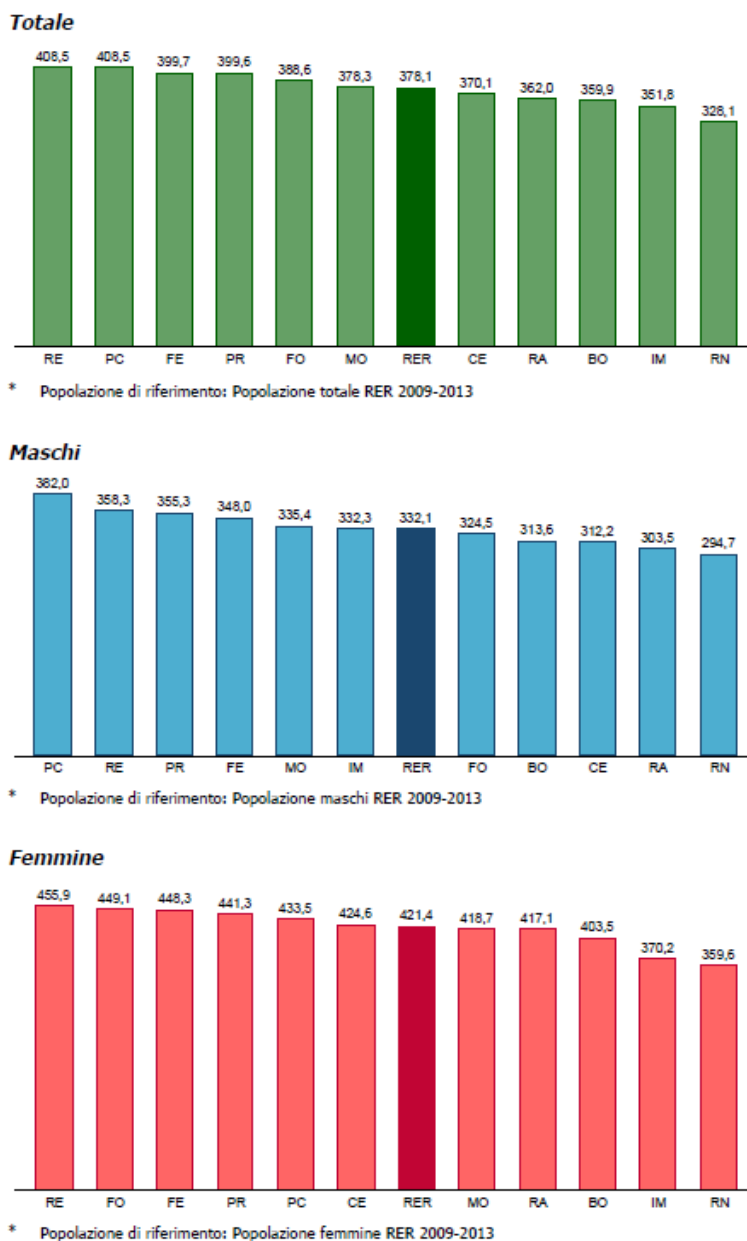 Totale
408,5 408,5 399,7 399,6 388,6 378,3 378,1 370,1 362,0 359,9 351,8 328,1
RE PC FE PR FO MO RER CE RA BO IM RN
* Popolazione di riferimento: Popolazione totale RER 2009-2013
Maschi
382,0 358,3 355,3 348,0 335,4 332,3 332,1 324,5 313,6 312,2 303,5 294,7
PC RE PR FE MO IM RER FO BO CE RA RN
* Popolazione di riferimento: Popolazione maschi RER 2009-2013
Femmine
455,9 449,1 448,3 441,3 433,5 424,6 421,4 418,7 417,1 403,5 370,2 359,6
RE FO FE PR PC CE RER MO RA BO IM RN
* Popolazione di riferimento: Popolazione femmine RER 2009-2013